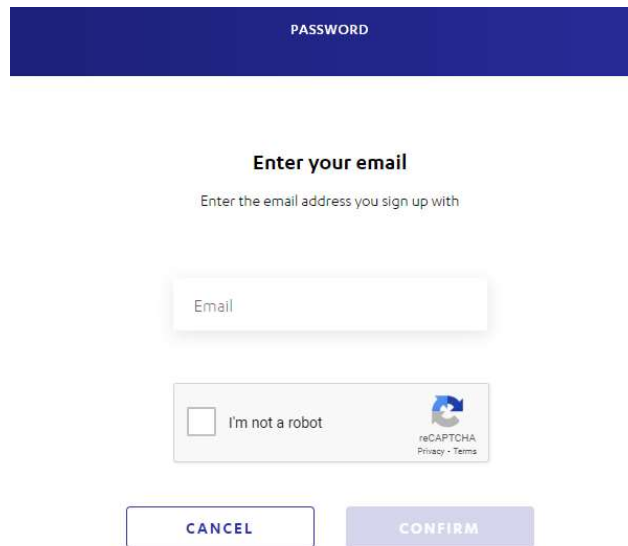 PASSWORD
Enter your email
Enter the email address you sign up with
Email
I'm not a robot
reCAPTCHA
Privacy - Terms
CANCEL
CONFIRM